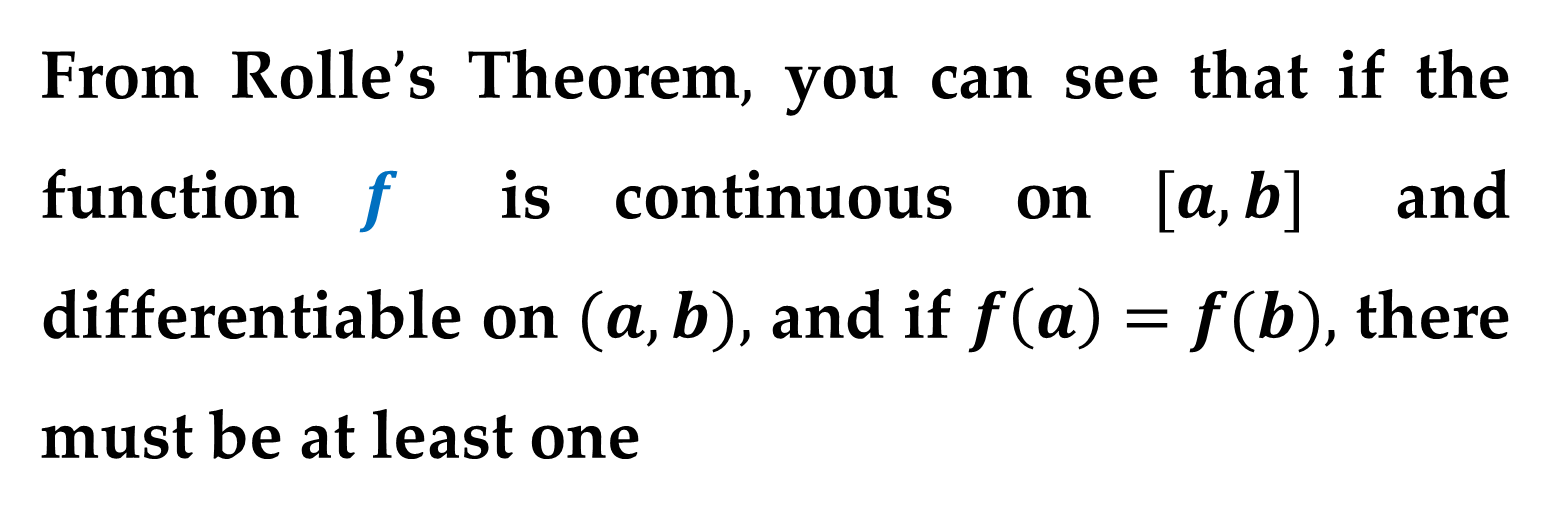 From Rolle’s Theorem, you can see that if the
function f is continuous on [a, b] and
differentiable on (a, b), and if f(a) = f(b), there
must be at least one